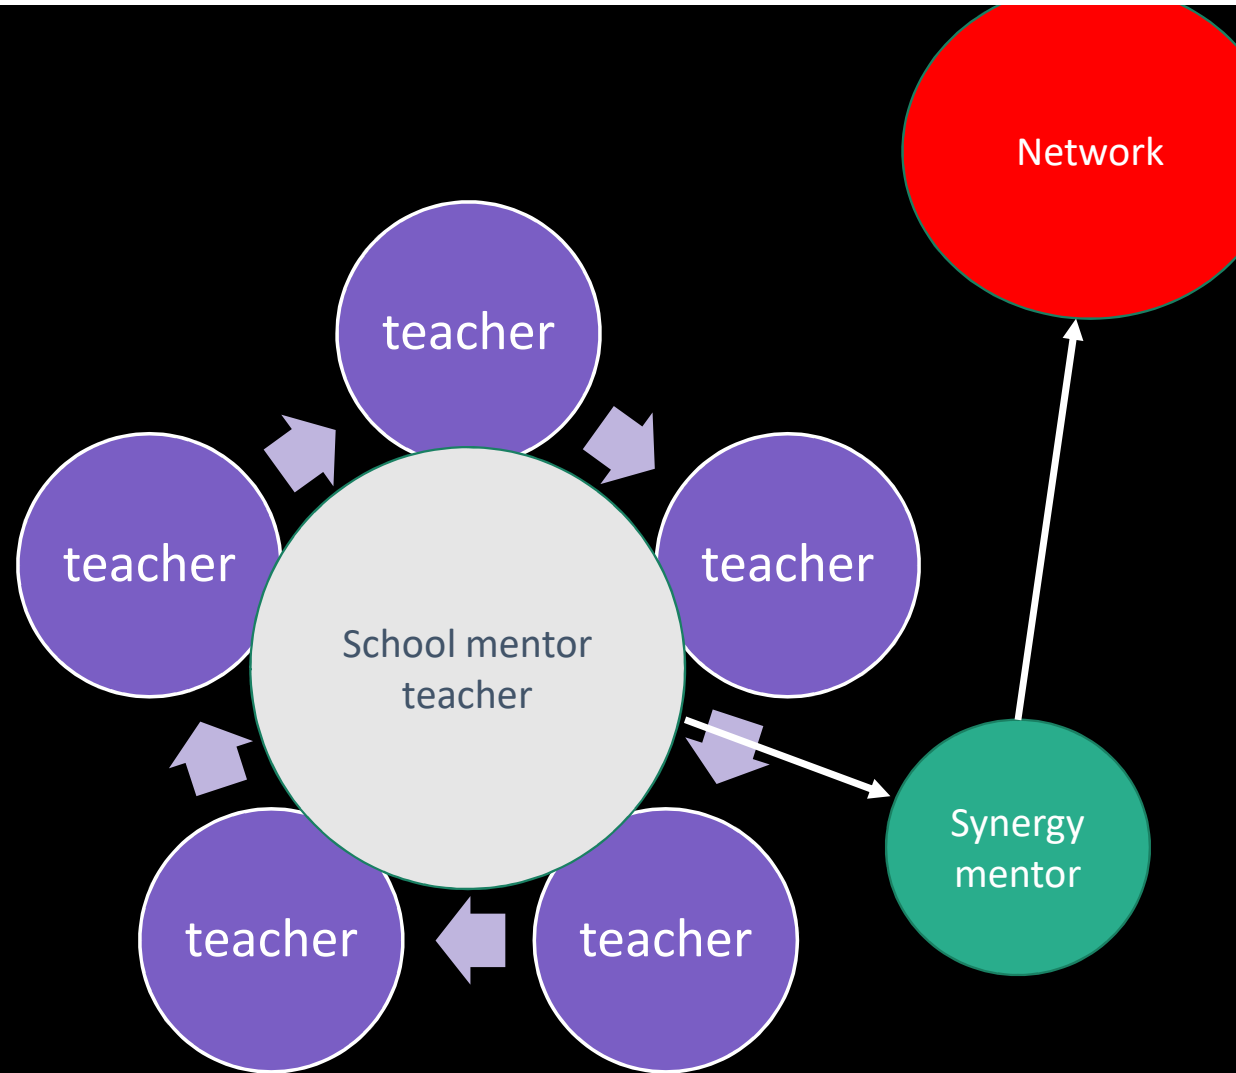 Network
teacher
teacher
teacher
School mentor
teacher
Synergy
mentor
teacher
teacher